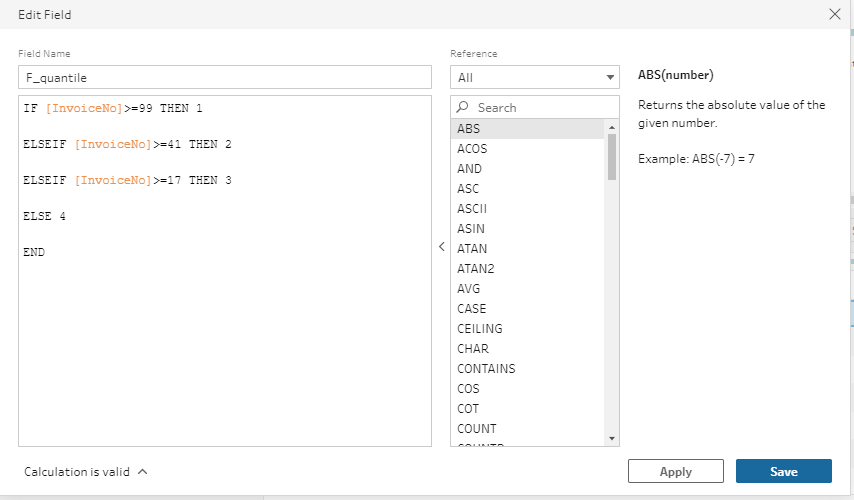 Edit Field
Field Name
F_quantile
IF [InvoiceNo]>=99 THEN 1
ELSEIF [InvoiceNo]>=41 THEN 2
ELSEIF [InvoiceNo]>=17 THEN 3
ELSE 4
END
Calculation is valid
Reference
All
Search
ABS
ACOS
AND
ASC
ASCII
ASIN
ATAN
ATAN2
AVG
CASE
CEILING
CHAR
CONTAINS
COS
COT
COUNT
ABS(number)
Returns the absolute value of the
given number.
Example: ABS(-7) = 7
Apply
Save